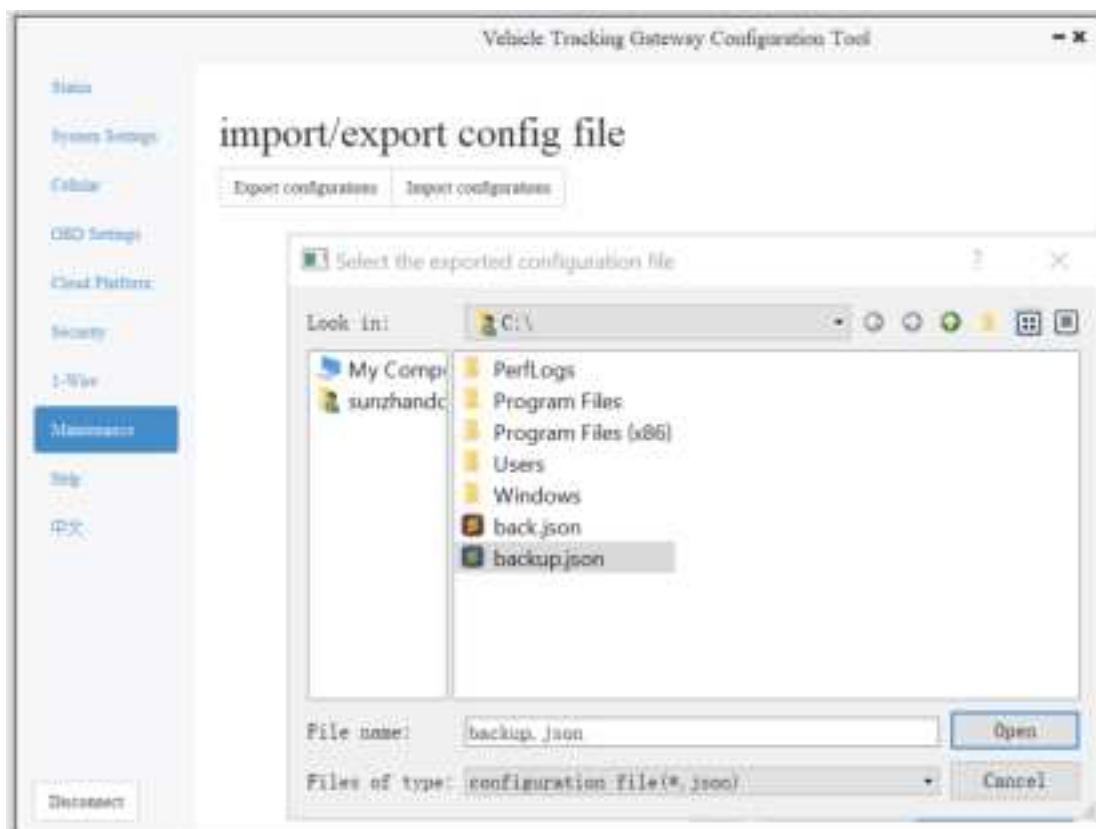 Vehicle Tracking Gateway Configuration Tool
Status
System Settings
Cellular
OBD Settings
Cloud Platform
Security
1-Wire
Maintenance
Help
中文
Disconnect
import/export config file
Export configurations
Import configurations
Select the exported configuration file
?
Look in:
C:\
My Comp
sunzhandc
PerfLogs
Program Files
Program Files (x86)
Users
Windows
back.json
backup.json
File name:
backup.json
Open
Files of type:
configuration file(*.json)
Cancel